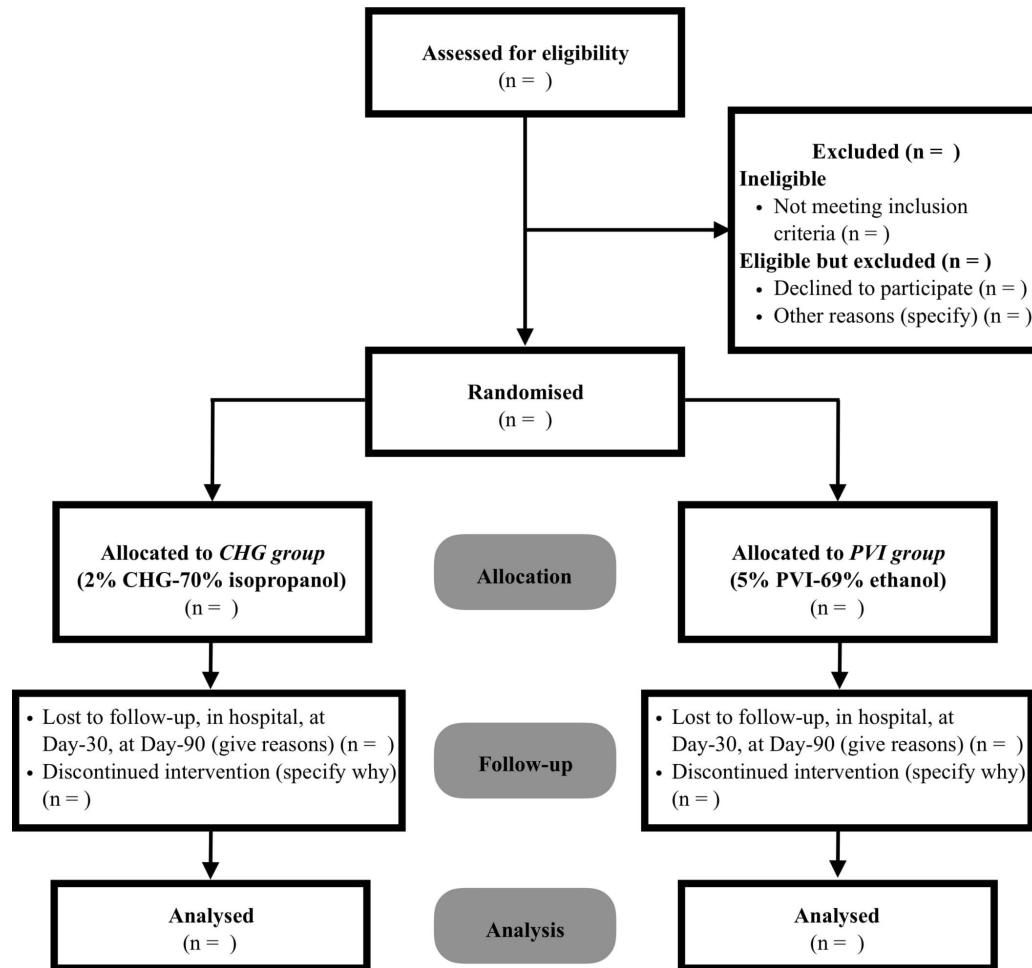 Assessed for eligibility
(n =  )
Excluded (n =  )
Ineligible
• Not meeting inclusion
criteria (n = )
Eligible but excluded (n = )
• Declined to participate (n = )
• Other reasons (specify) (n = )
Randomised
(n =  )
Allocated to CHG group
(2% CHG-70% isopropanol)
(n =  )
Allocation
Allocated to PVI group
(5% PVI-69% ethanol)
(n =  )
• Lost to follow-up, in hospital, at
Day-30, at Day-90 (give reasons) (n =  )
• Discontinued intervention (specify why)
(n = )
Follow-up
• Lost to follow-up, in hospital, at
Day-30, at Day-90 (give reasons) (n =  )
• Discontinued intervention (specify why)
(n = )
Analysed
(n =  )
Analysis
Analysed
(n =  )